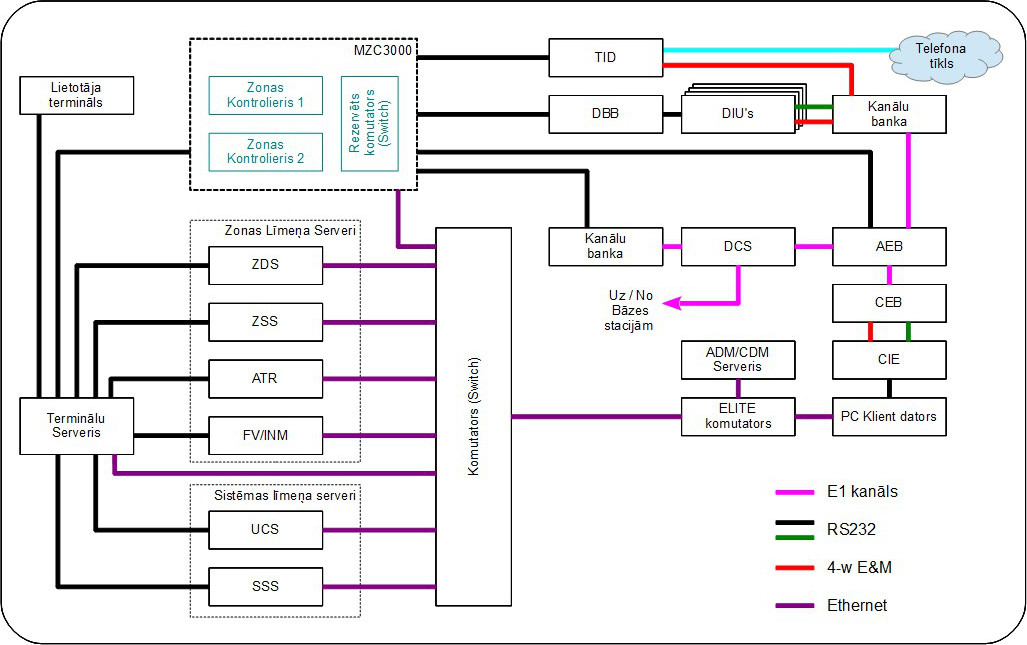 MZC3000
TID
Telefona
tīkls
Lietotāja
termināls
Zonas
Kontrolieris 1
Rezervēts
komutators
(Switch)
DBB
DIU's
Kanālu
banka
Zonas
Kontrolieris 2
Zonas Līmeņa Serveri
Kanālu
banka
DCS
AEB
ZDS
Uz / No
Bāzes
stacijām
CEB
ZSS
ADM/CDM
Serveris
CIE
ATR
Komutators (Switch)
Terminālu
Serveris
FV/INM
ELITE
komutators
PC Klient dators
Sistēmas līmeņa serveri
UCS
SSS
E1 kanāls
RS232
4-w E&M
Ethernet